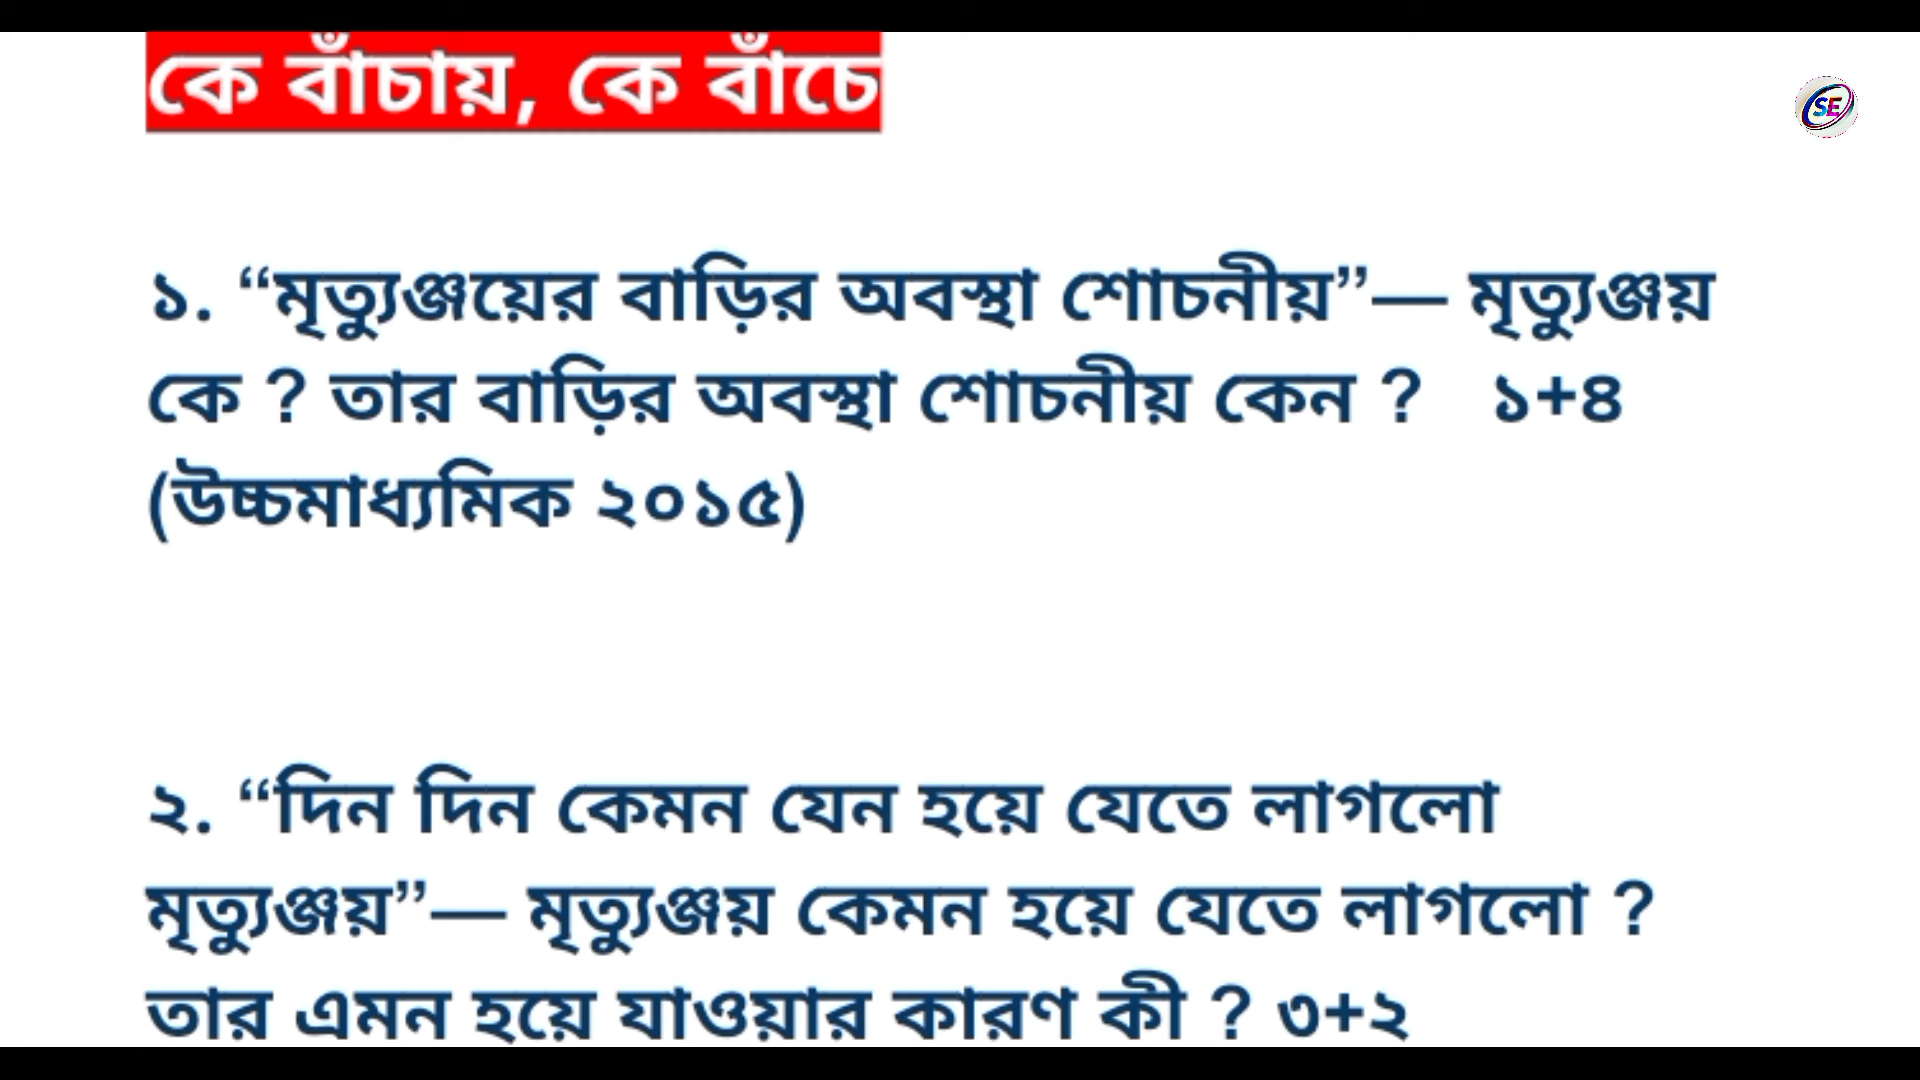 কে বাঁচায়, কে বাঁচে
SE
১. “মৃত্যুঞ্জয়ের বাড়ির অবস্থা শোচনীয়”— মৃত্যুঞ্জয়
কে ? তার বাড়ির অবস্থা শোচনীয় কেন ? ১+৪
(উচ্চমাধ্যমিক ২০১৫)
২. “দিন দিন কেমন যেন হয়ে যেতে লাগলো
মৃত্যুঞ্জয়”— মৃত্যুঞ্জয় কেমন হয়ে যেতে লাগলো ?
তার এমন হয়ে যাওয়ার কারণ কী ? ৩+২